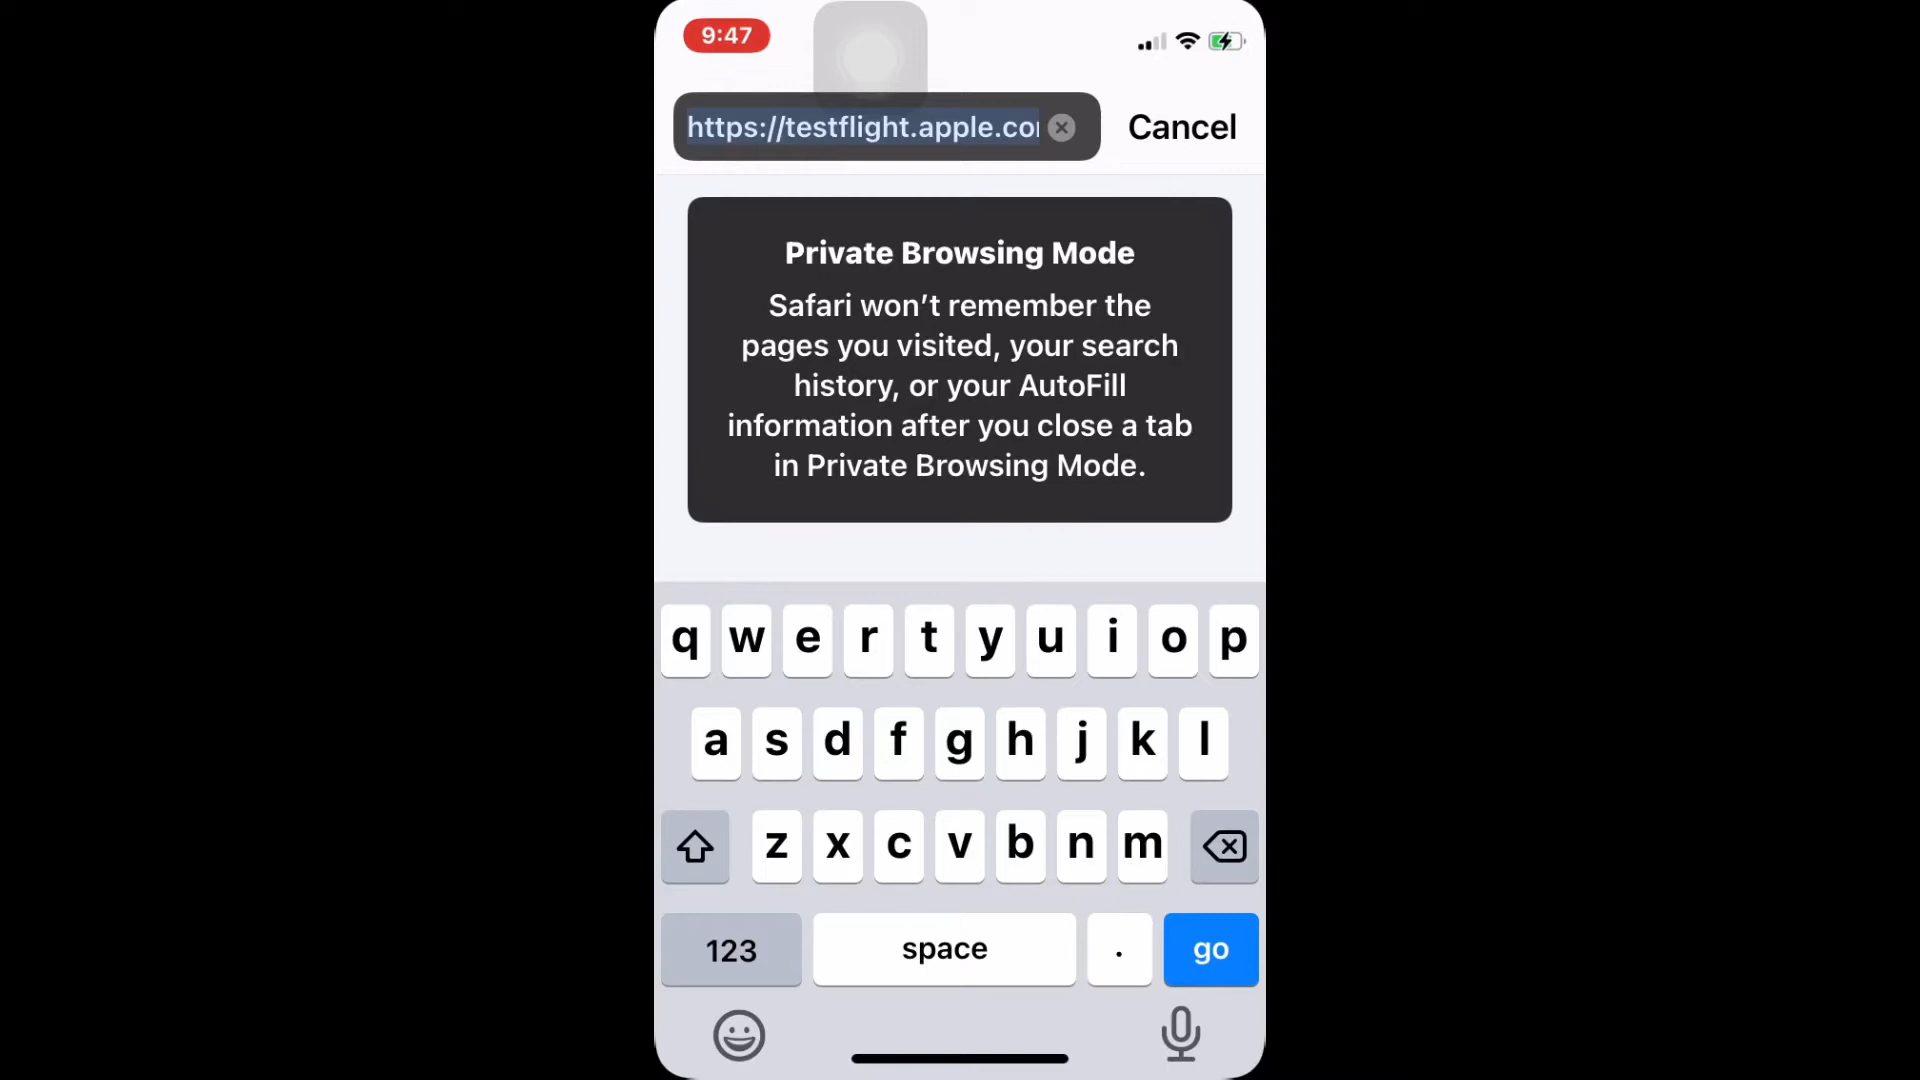 9:47
https://testflight.apple.co
Cancel
Private Browsing Mode
Safari won't remember the
pages you visited, your search
history, or your AutoFill
information after you close a tab
in Private Browsing Mode.
q w e r t y u i o p
a s d f g h j k l
z x c v b n m
123 space . go